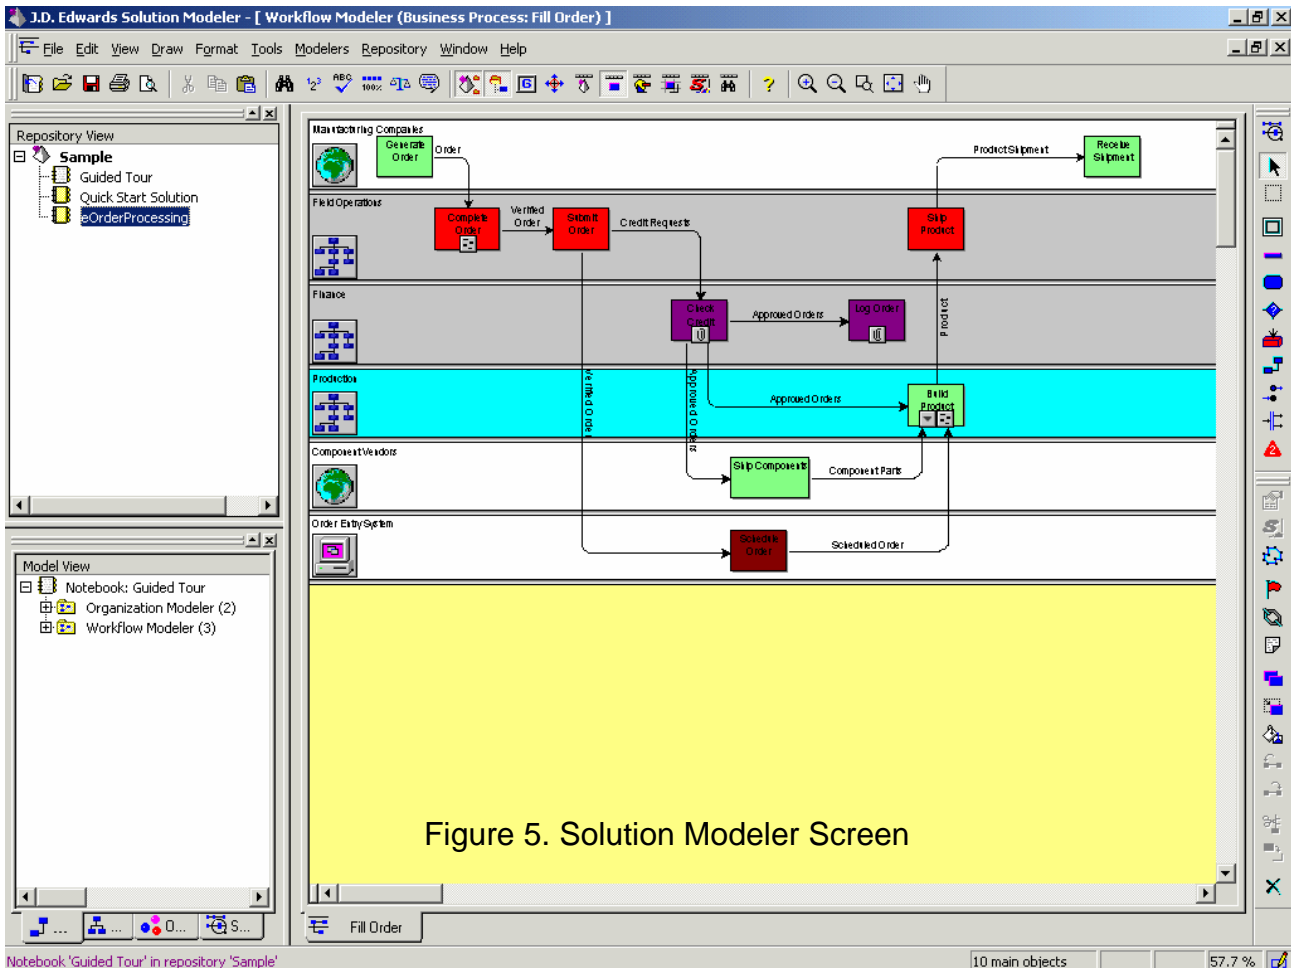 J.D. Edwards Solution Modeler - [ Workflow Modeler (Business Process: Fill Order) ]
File Edit View Draw Format Tools Modelers Repository Window Help
Repository View
Sample
Guided Tour
Quick Start Solution
eOrderProcessing
Model View
Notebook: Guided Tour
Organization Modeler (2)
Workflow Modeler (3)
... ... O... S...
Manufacturing Companies
Generate
Order
Order
Product Shipment
Receive
Shipment
Field Operations
Complete
Order
Verified
Order
Submit
Order
Credit Requests
Ship
Product
Finance
Check
Credit
Approved Orders
Log Order
Product
Production
Verified Order
Approved Orders
Approved Orders
Build
Product
Component Vendors
Ship Components
Component Parts
Order Entry System
Schedule
Order
Scheduled Order
Figure 5. Solution Modeler Screen
Fill Order
Notebook 'Guided Tour' in repository 'Sample'
10 main objects
57.7 %